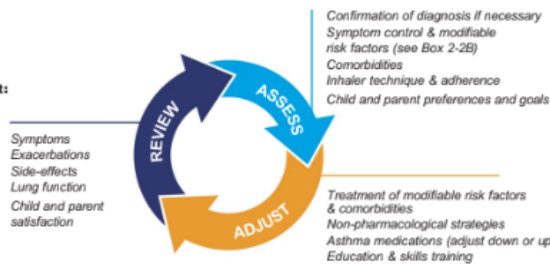 Confirmation of diagnosis if necessary
Symptom control & modifiable
risk factors (see Box 2-2B)
Comorbidities
Inhaler technique & adherence
Child and parent preferences and goals
t:
Symptoms
Exacerbations
Side-effects
Lung function
Child and parent
satisfaction
REVIEW
ASSESS
ADJUST
Treatment of modifiable risk factors
& comorbidities
Non-pharmacological strategies
Asthma medications (adjust down or up
Education & skills training